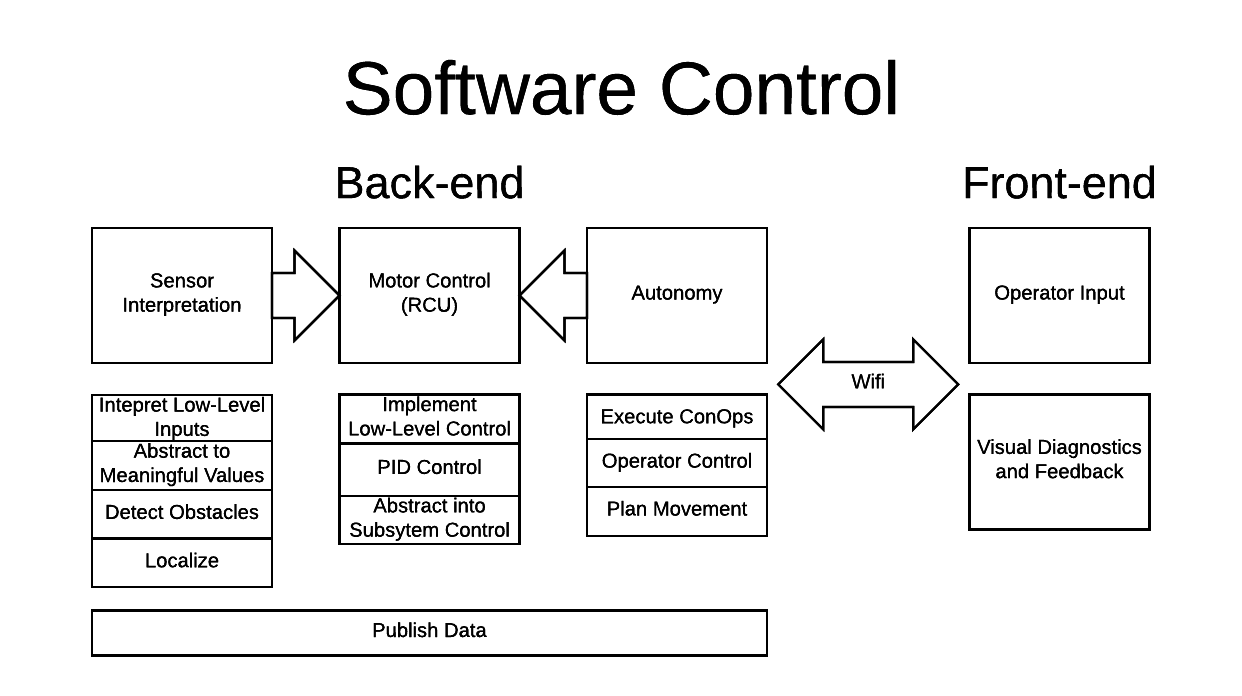 Software Control
Back-end
Front-end
Sensor
Interpretation
Motor Control
(RCU)
Autonomy
Operator Input
Wifi
Intepret Low-Level
Inputs
Abstract to
Meaningful Values
Detect Obstacles
Localize
Implement
Low-Level Control
PID Control
Abstract into
Subsytem Control
Execute ConOps
Operator Control
Plan Movement
Visual Diagnostics
and Feedback
Publish Data